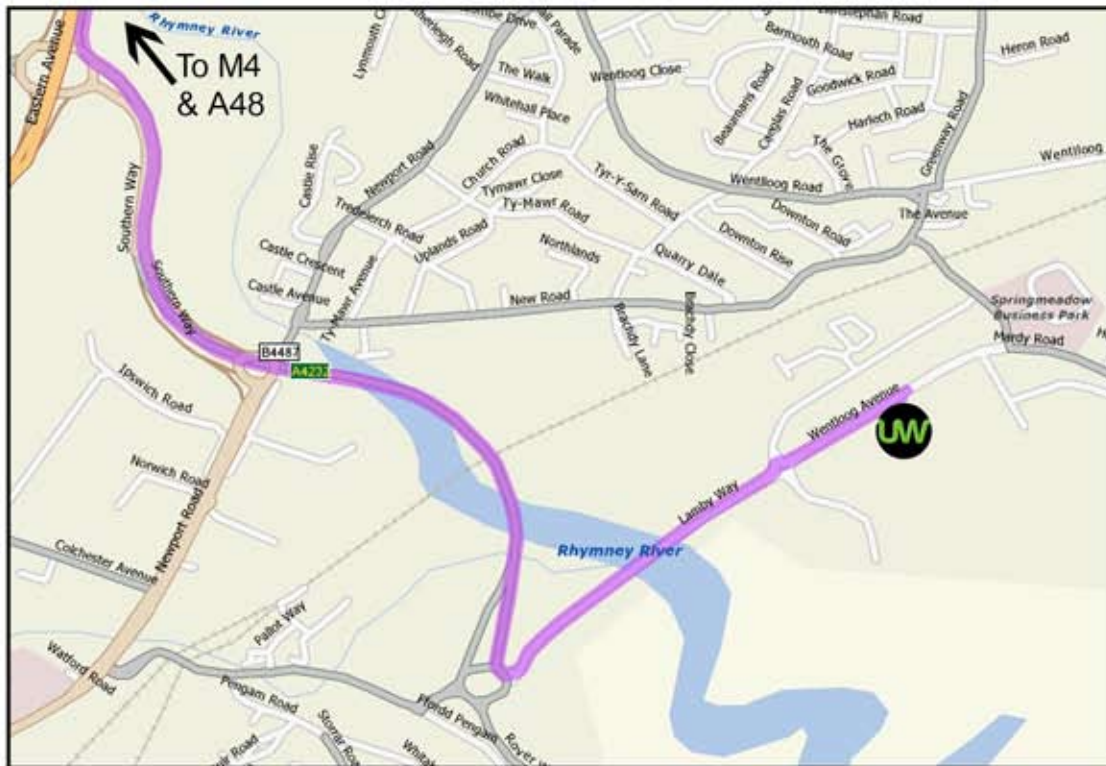 Rhymney River
To M4
& A48
Eastern Avenue
Southern Way
Southern Way
The Walk
Whitehall Place
Wentloog Close
Barmouth Road
Heron Road
Goodwick Road
Beaumaris Road
Harlech Road
The Grove
Greenway Road
Castle Rise
Newport Road
Church Road
Tymawr Close
Ty-Mawr Road
Tyr-Y-Sarn Road
Wentloog Road
Wentloog
The Avenue
Downton Road
Downton Rise
Uplands Road
Northlands
Quarry Dale
Castle Crescent
Castle Avenue
Ty-Mawr Avenue
New Road
Brachdy Lane
Brachdy Close
Springmeadow
Business Park
Mardy Road
B4487
Ipswich Road
Wentloog Avenue
UW
Norwich Road
Newport Road
Lamby Way
Colchester Avenue
Rhymney River
Pallot Way
Watford Road
Pengam Road
Ffordd Pengam